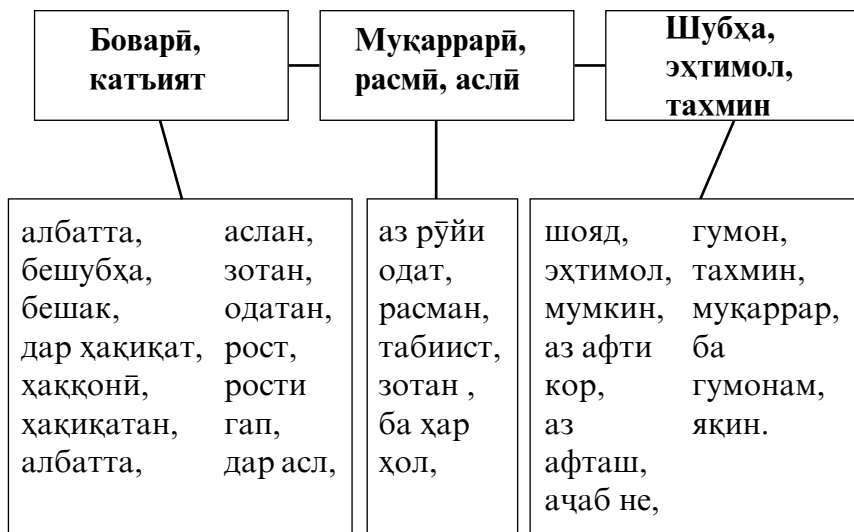 Боварӣ,
катъият
Муқаррарӣ,
расмӣ, аслӣ
Шубҳа,
эҳтимол,
тахмин
албатта,
бешубҳа,
бешак,
дар ҳақиқат,
ҳаққонӣ,
ҳақиқатан,
албатта,
аслан,
зотан,
одатан,
рост,
рости
гап,
дар асл,
аз рӯйи
одат,
расман,
табиист,
зотан ,
ба ҳар
ҳол,
шояд,
эҳтимол,
мумкин,
аз афти
кор,
аз
афташ,
аҷаб не,
гумон,
тахмин,
муқаррар,
ба
гумонам,
яқин.